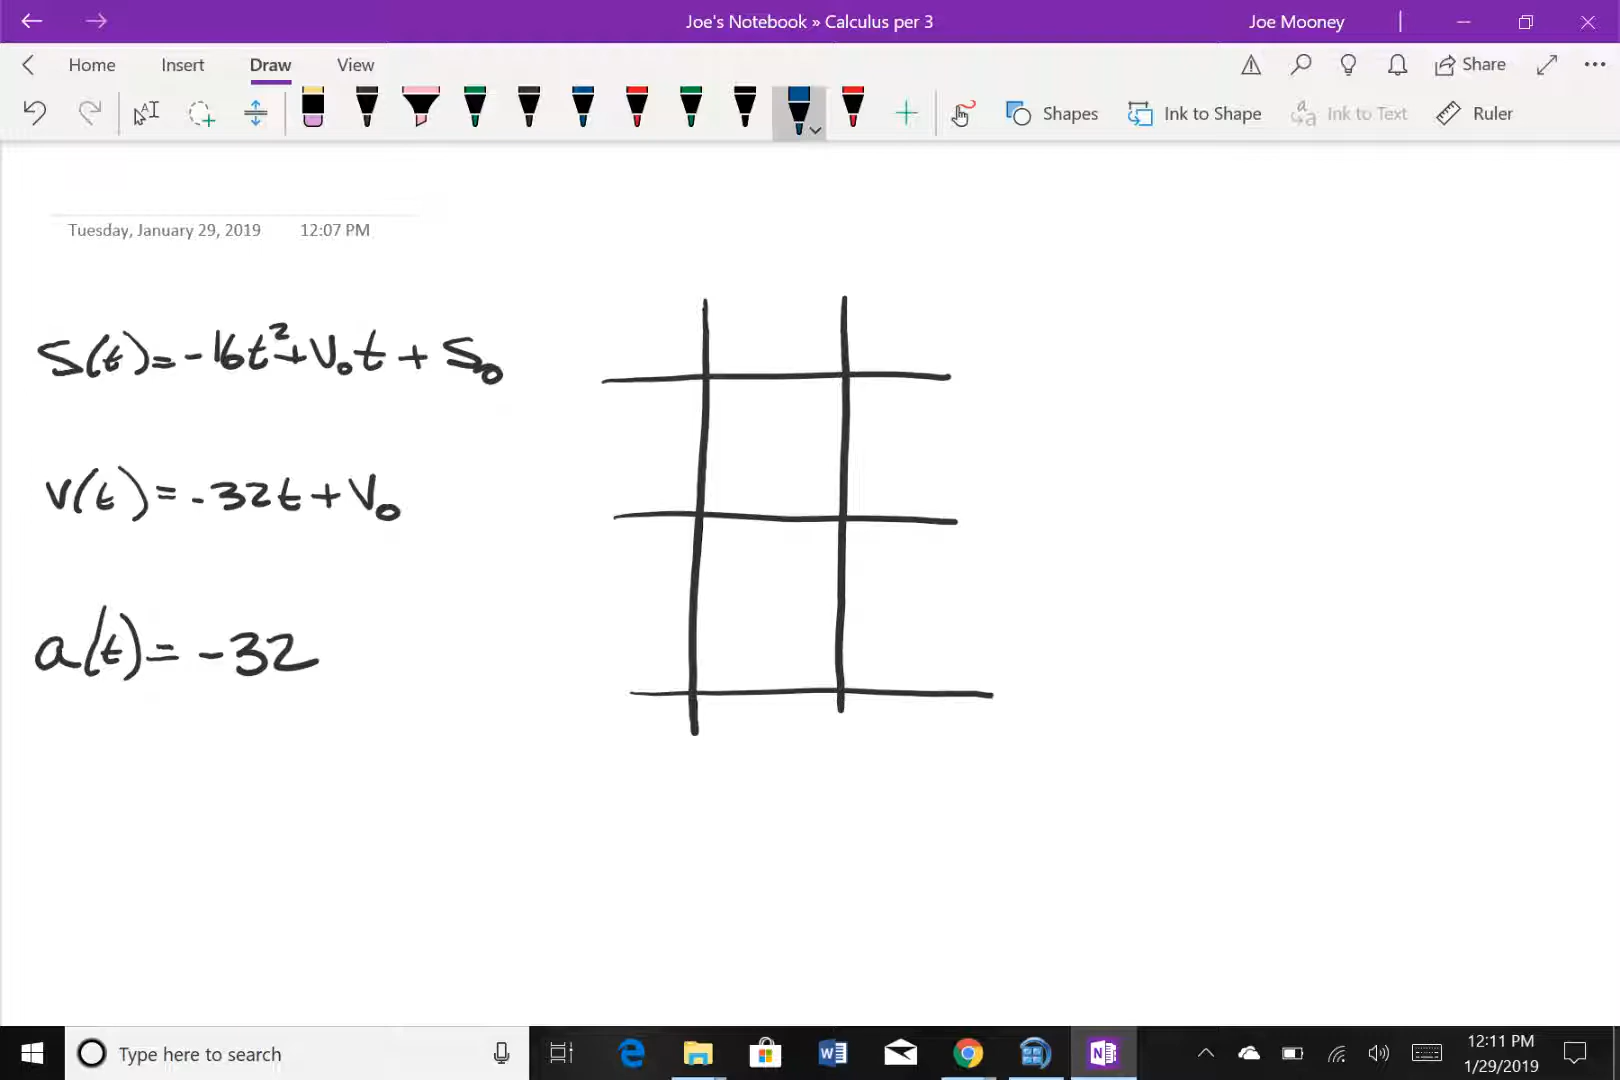 Joe's Notebook » Calculus per 3
Joe Mooney
Home Insert Draw View
Share
Shapes
Ink to Shape
Ink to Text
Ruler
Tuesday, January 29, 2019 12:07 PM
S(t) = -16t² + V₀t + S₀
v(t) = -32t + V₀
a(t) = -32
Type here to search
12:11 PM
1/29/2019